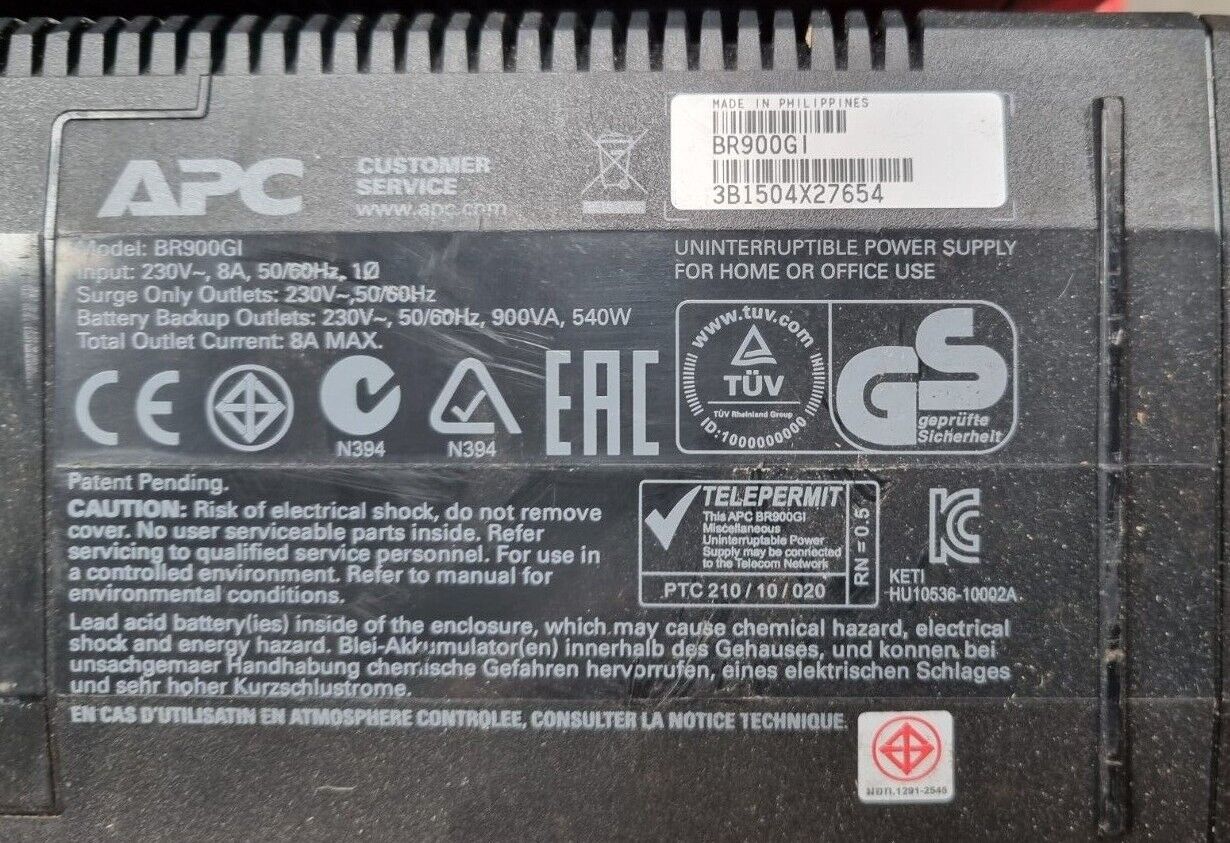 MADE IN PHILIPPINES
BR900GI
3B1504X27654
APC
CUSTOMER
SERVICE
www.apc.com
Model: BR900GI
Input: 230V~, 8A, 50/60Hz, 1Ø
Surge Only Outlets: 230V~,50/60Hz
Battery Backup Outlets: 230V~, 50/60Hz, 900VA, 540W
Total Outlet Current: 8A MAX.
UNINTERRUPTIBLE POWER SUPPLY
FOR HOME OR OFFICE USE
CE
N394
N394
EAC
www.tuv.com
TÜV
TÜV Rheinland Group
ID:1000000000
GS
geprüfte
Sicherheit
Patent Pending.
CAUTION: Risk of electrical shock, do not remove
cover. No user serviceable parts inside. Refer
servicing to qualified service personnel. For use in
a controlled environment. Refer to manual for
environmental conditions.
TELEPERMIT
This APC BR900GI
Miscellaneous
Uninterruptable Power
Supply may be connected
to the Telecom Network
RN = 0.5
PTC 210 / 10 / 020
KETI
HU10536-10002A
Lead acid battery(ies) inside of the enclosure, which may cause chemical hazard, electrical
shock and energy hazard. Blei-Akkumulator(en) innerhalb des Gehauses, und konnen bei
unsachgemaer Handhabung chemische Gefahren hervorrufen, eines elektrischen Schlages
und sehr hoher Kurzschlustrome.
EN CAS D'UTILISATIN EN ATMOSPHERE CONTROLEE, CONSULTER LA NOTICE TECHNIQUE.
มอก.1291-2545